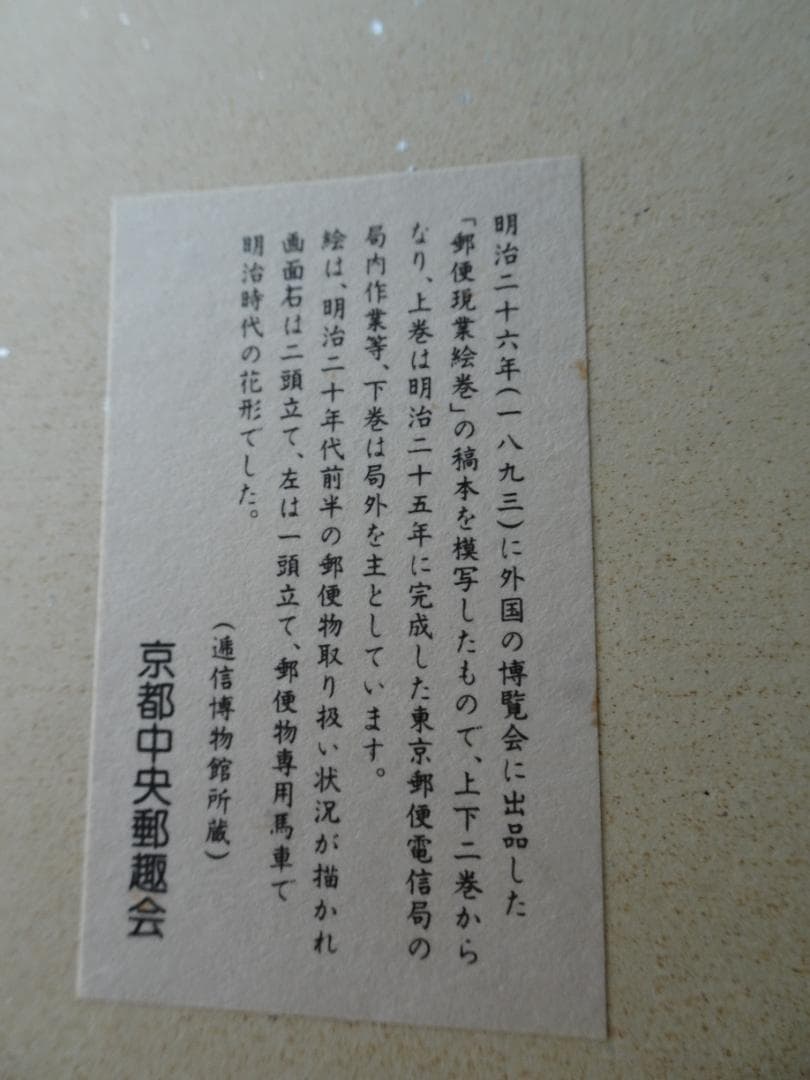 明治二十六年(一八九三)に外国の博覧会に出品した
「郵便現業絵巻」の稿本を模写したもので、上下二巻から
なり、上巻は明治二十五年に完成した東京郵便電信局の
局内作業等、下巻は局外を主としています。
絵は、明治二十年代前半の郵便物取り扱い状況が描かれ
画面右は二頭立て、左は一頭立て、郵便物専用馬車で
明治時代の花形でした。
(逓信博物館所蔵)
京都中央郵趣会